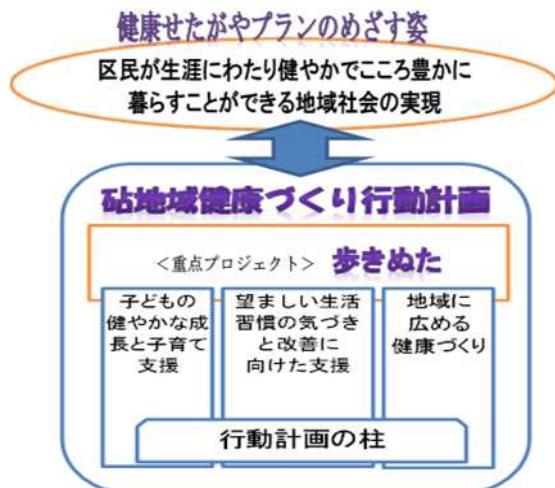 健康せたがやプランのめざす姿
区民が生涯にわたり健やかでこころ豊かに
暮らすことができる地域社会の実現
砧地域健康づくり行動計画
＜重点プロジェクト＞ 歩きぬた
子どもの
健やかな成
長と子育て
支援
望ましい生活
習慣の気づき
と改善に
向けた支援
地域に
広める
健康づくり
行動計画の柱